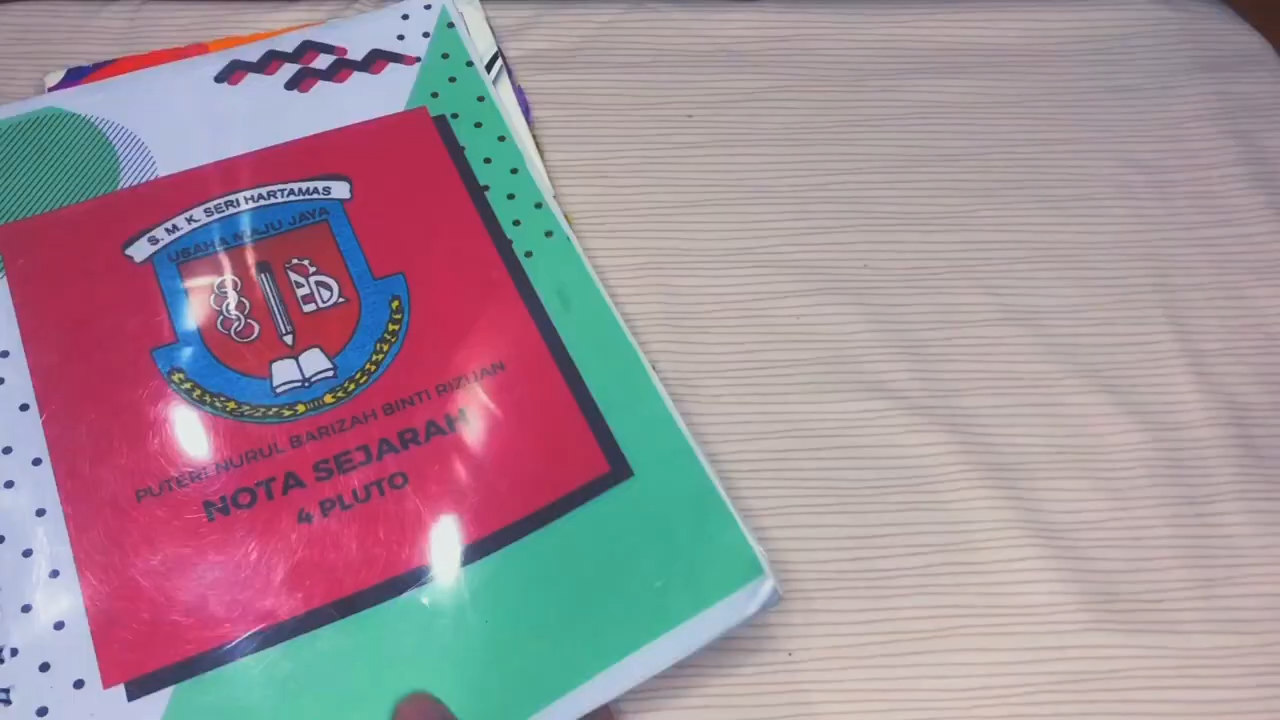 S. M. K. SERI HARTAMAS
USAHA MAJU JAYA
PUTERI NURUL BARIZAH BINTI RIZUAN
NOTA SEJARAH
4 PLUTO